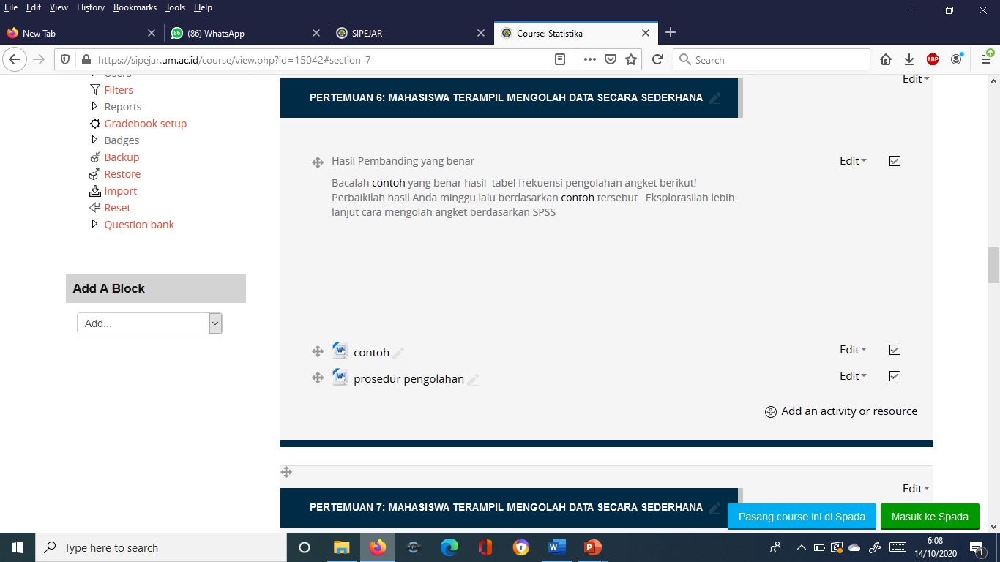 File Edit View History Bookmarks Tools Help
New Tab
(86) WhatsApp
SIPEJAR
Course: Statistika
https://sipejar.um.ac.id/course/view.php?id=15042#section-7
Search
ABP
Users
Filters
Reports
Gradebook setup
Badges
Backup
Restore
Import
Reset
Question bank
Add A Block
Add...
Edit
PERTEMUAN 6: MAHASISWA TERAMPIL MENGOLAH DATA SECARA SEDERHANA
Hasil Pembanding yang benar
Edit
Bacalah contoh yang benar hasil tabel frekuensi pengolahan angket berikut!
Perbaikilah hasil Anda minggu lalu berdasarkan contoh tersebut. Eksplorasilah lebih
lanjut cara mengolah angket berdasarkan SPSS
contoh
Edit
prosedur pengolahan
Edit
Add an activity or resource
Edit
PERTEMUAN 7: MAHASISWA TERAMPIL MENGOLAH DATA SECARA SEDERHANA
Pasang course ini di Spada
Masuk ke Spada
Type here to search
6:08
14/10/2020
1